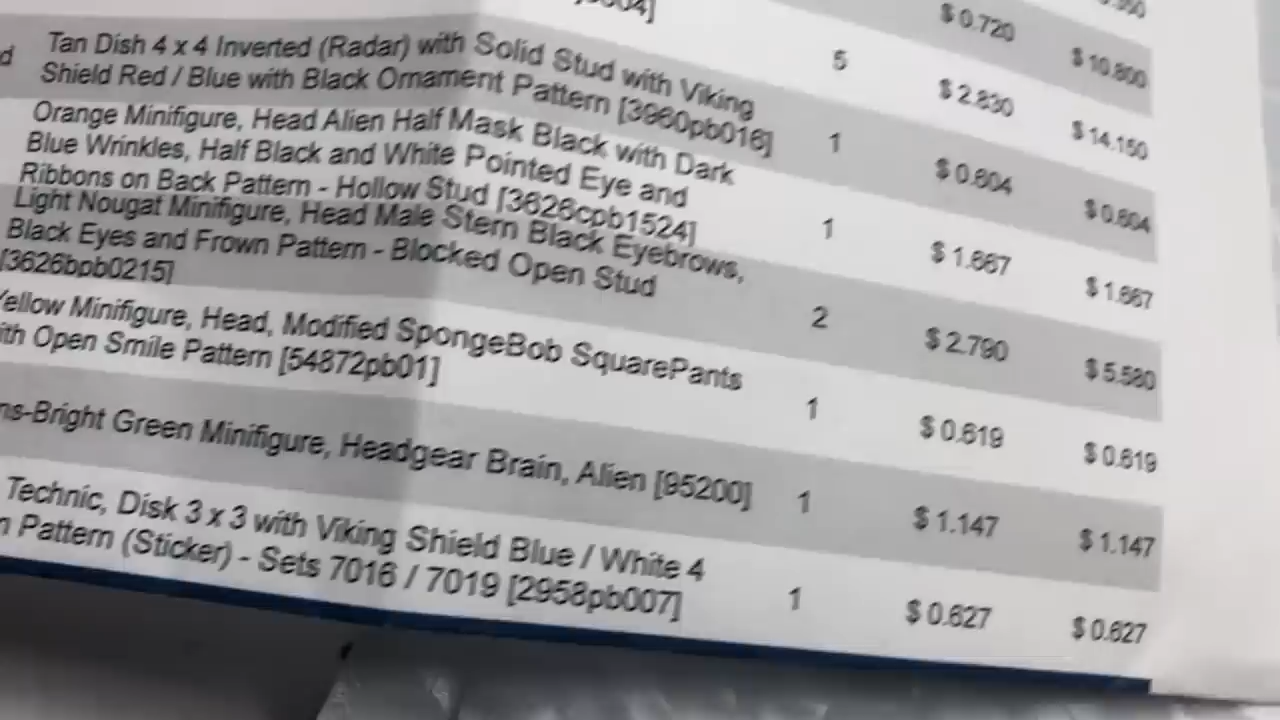 $ 0.720
$ 10.800
Tan Dish 4 x 4 Inverted (Radar) with Solid Stud with Viking
Shield Red / Blue with Black Ornament Pattern [3960pb016]
5
$ 2.830
$ 14.150
Orange Minifigure, Head Alien Half Mask Black with Dark
Blue Wrinkles, Half Black and White Pointed Eye and
Ribbons on Back Pattern - Hollow Stud [3626cpb1524]
1
$ 0.604
$ 0.604
Light Nougat Minifigure, Head Male Stern Black Eyebrows,
Black Eyes and Frown Pattern - Blocked Open Stud
[3626bpb0215]
1
$ 1.667
$ 1.667
Yellow Minifigure, Head, Modified SpongeBob SquarePants
with Open Smile Pattern [54872pb01]
2
$ 2.790
$ 5.580
ns-Bright Green Minifigure, Headgear Brain, Alien [95200]
1
$ 0.619
$ 0.619
Technic, Disk 3 x 3 with Viking Shield Blue / White 4
n Pattern (Sticker) - Sets 7016 / 7019 [2958pb007]
1
$ 1.147
$ 1.147
1
$ 0.627
$ 0.627